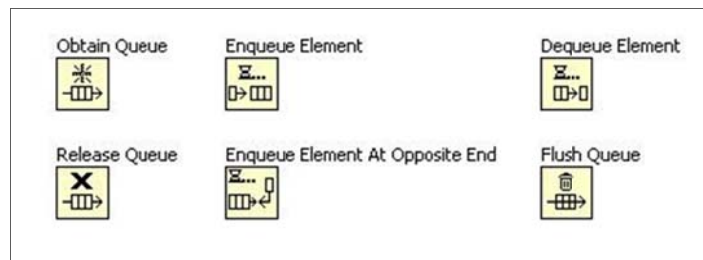 Obtain Queue
Enqueue Element
Dequeue Element
Release Queue
Enqueue Element At Opposite End
Flush Queue